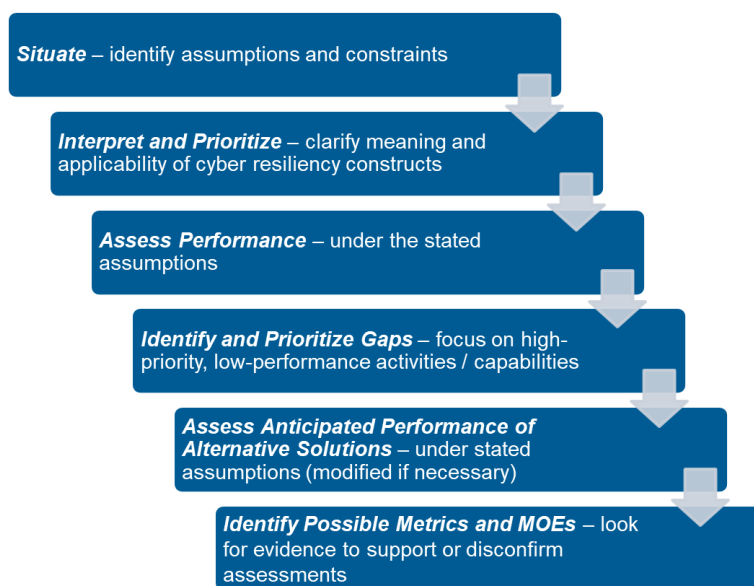 Situate – identify assumptions and constraints
Interpret and Prioritize – clarify meaning and
applicability of cyber resiliency constructs
Assess Performance – under the stated
assumptions
Identify and Prioritize Gaps – focus on high-
priority, low-performance activities / capabilities
Assess Anticipated Performance of
Alternative Solutions – under stated
assumptions (modified if necessary)
Identify Possible Metrics and MOEs – look
for evidence to support or disconfirm
assessments